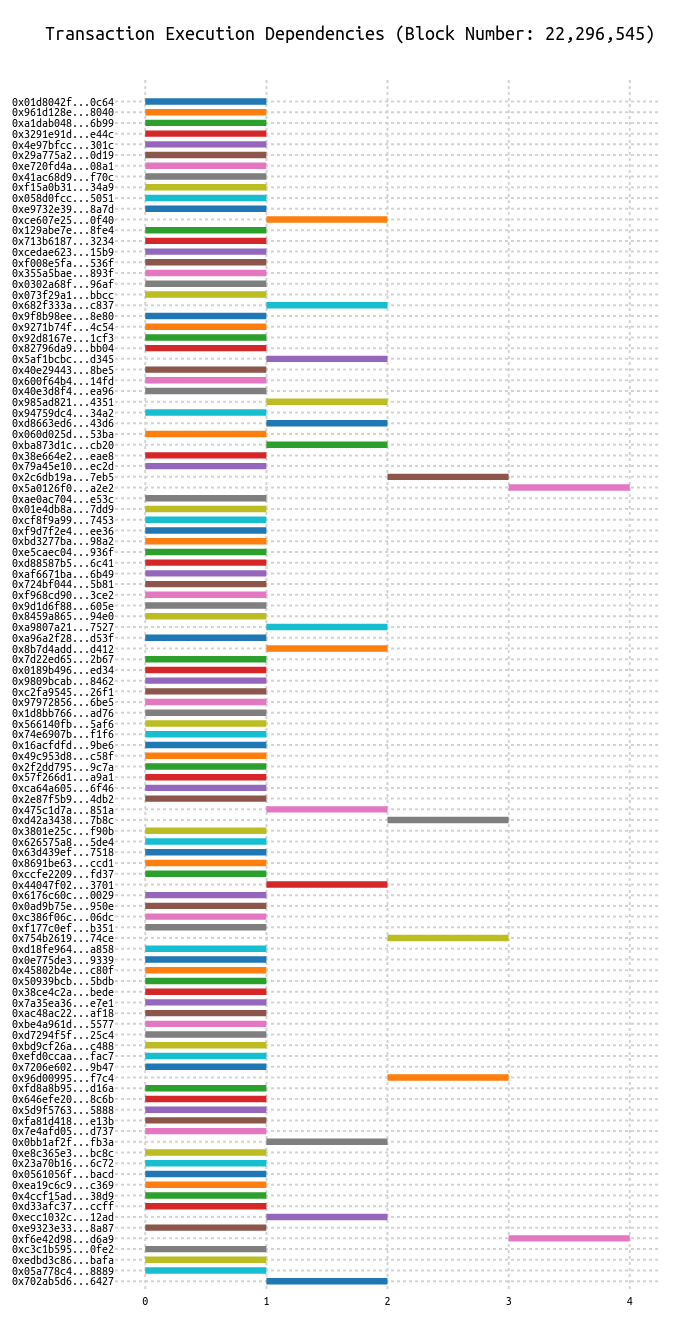 Transaction Execution Dependencies (Block Number: 22,296,545)
0x01d8042f...0c64
0x961d128e...8040
0xa1dab048...6b99
0x3291e91d...e44c
0x4e97bfcc...301c
0x29a775a2...0d19
0xe720fd4a...08a1
0x41ac68d9...f70c
0xf15a0b31...34a9
0x058d0fcc...5051
0xe9732e39...8a7d
0xce607e25...0f40
0x129abe7e...8fe4
0x713b6187...3234
0xcedae623...15b9
0xf008e5fa...536f
0x355a5bae...893f
0x0302a68f...96af
0x073f29a1...bbcc
0x682f333a...c837
0x9f8b98ee...8e80
0x9271b74f...4c54
0x92d8167e...1cf3
0x82796da9...bb04
0x5af1bcbc...d345
0x40e29443...8be5
0x600f64b4...14fd
0x40e3d8f4...ea96
0x985ad821...4351
0x94759dc4...34a2
0xd8663ed6...43d6
0x060d025d...53ba
0xba873d1c...cb20
0x38e664e2...eae8
0x79a45e10...ec2d
0x2c6db19a...7eb5
0x5a0126f0...a2e2
0xae0ac704...e53c
0x01e4db8a...7dd9
0xcf8f9a99...7453
0xf9d7f2e4...ee36
0xbd3277ba...98a2
0xe5caec04...936f
0xd88587b5...6c41
0xaf6671ba...6b49
0x724bf044...5b81
0xf968cd90...3ce2
0x9d1d6f88...605e
0x8459a865...94e0
0xa9807a21...7527
0xa96a2f28...d53f
0x8b7d4add...d412
0x7d22ed65...2b67
0x0189b496...ed34
0x9809bcab...8462
0xc2fa9545...26f1
0x97972856...6be5
0x1d8bb766...ad76
0x566140fb...5af6
0x74e6907b...f1f6
0x16acfdfd...9be6
0x49c953d8...c58f
0x2f2dd795...9c7a
0x57f266d1...a9a1
0xca64a605...6f46
0x2e87f5b9...4db2
0x475c1d7a...851a
0xd42a3438...7b8c
0x3801e25c...f90b
0x626575a8...5de4
0x63d439ef...7518
0x8691be63...ccd1
0xccfe2209...fd37
0x44047f02...3701
0x6176c60c...0029
0x0ad9b75e...950e
0xc386f06c...06dc
0xf177c0ef...b351
0x754b2619...74ce
0xd18fe964...a858
0x0e775de3...9339
0x45802b4e...c80f
0x50939bcb...5bdb
0x38ce4c2a...bede
0x7a35ea36...e7e1
0xac48ac22...af18
0xbe4a961d...5577
0xd7294f5f...25c4
0xbd9cf26a...c488
0xefd0ccaa...fac7
0x7206e602...9b47
0x96d00995...f7c4
0xfd8a8b95...d16a
0x646efe20...8c6b
0x5d9f5763...5888
0xfa81d418...e13b
0x7e4afd05...d737
0x0bb1af2f...fb3a
0xe8c365e3...bc8c
0x23a70b16...6c72
0x0561056f...bacd
0xea19c6c9...c369
0x4ccf15ad...38d9
0xd33afc37...ccff
0xecc1032c...12ad
0xe9323e33...8a87
0xf6e42d98...d6a9
0xc3c1b595...0fe2
0xedbd3c86...bafa
0x05a778c4...8889
0x702ab5d6...6427
0 1 2 3 4